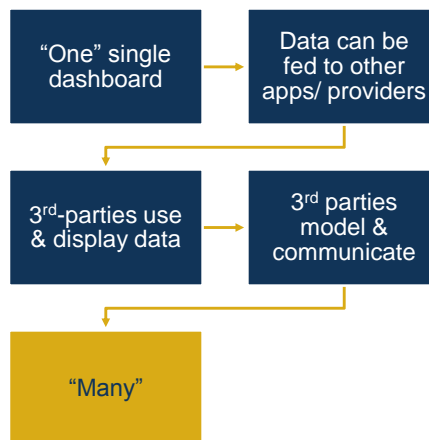 “One” single
dashboard
Data can be
fed to other
apps/ providers
3rd-parties use
& display data
3rd parties
model &
communicate
“Many”